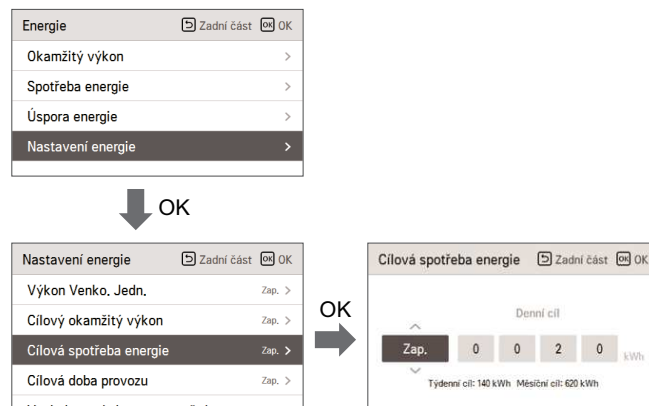 Energie Zadní část OK OK
Okamžitý výkon
Spotřeba energie
Úspora energie
Nastavení energie
OK
Nastavení energie Zadní část OK OK
Výkon Venko. Jedn. Zap.
Cílový okamžitý výkon Zap.
Cílová spotřeba energie Zap.
Cílová doba provozu Zap.
OK
Cílová spotřeba energie Zadní část OK OK
Denní cíl
Zap. 0 0 2 0 kWh
Týdenní cíl: 140 kWh Měsíční cíl: 620 kWh